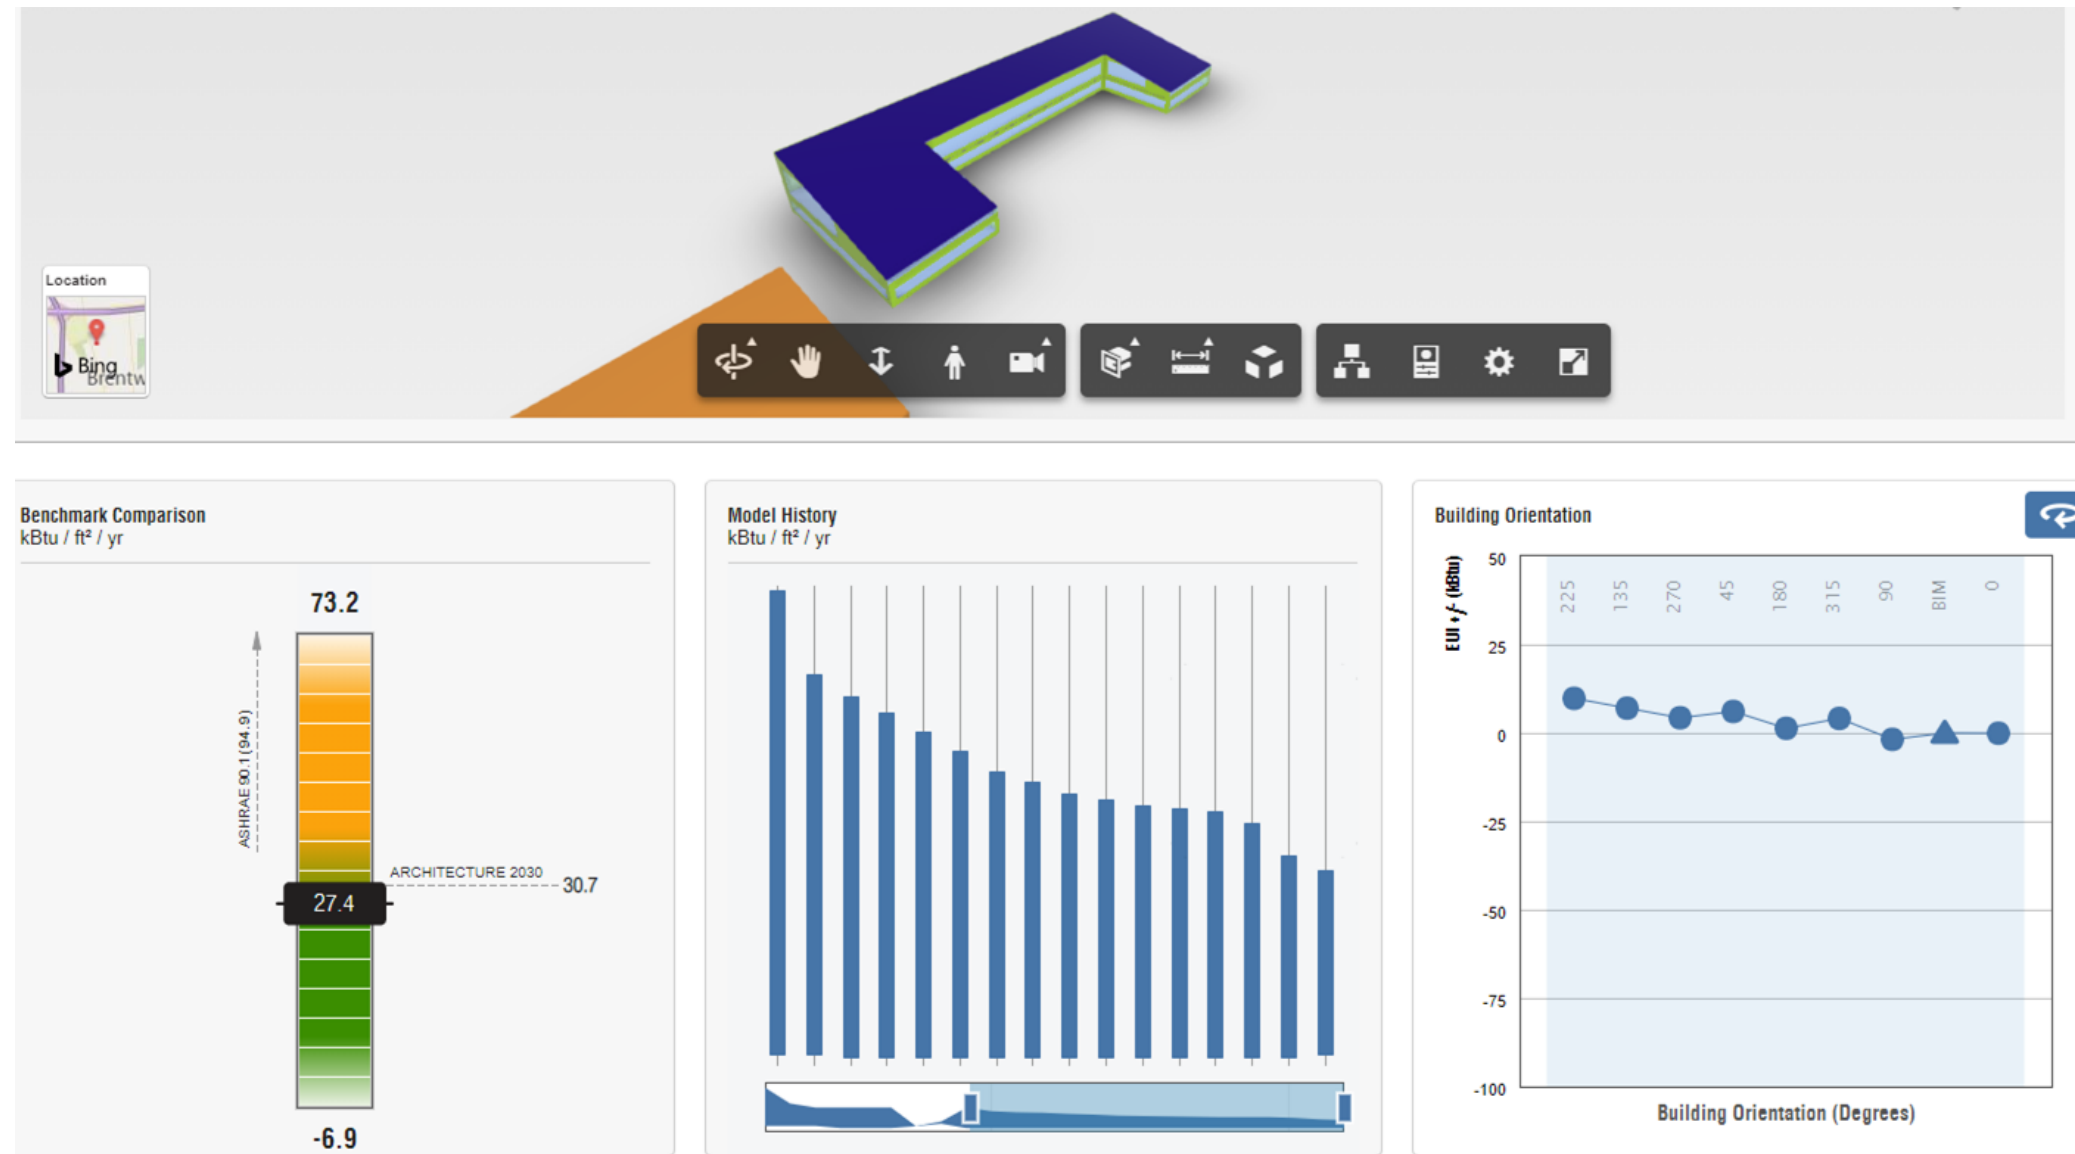 Location
Bing
Brentw
Benchmark Comparison
kBtu / ft² / yr
73.2
ASHRAE 90.1 (94.9)
ARCHITECTURE 2030
30.7
27.4
-6.9
Model History
kBtu / ft² / yr
Building Orientation
EUI (kBtu)
50
25
0
-25
-50
-75
-100
225
135
270
45
180
315
90
BIM
0
Building Orientation (Degrees)